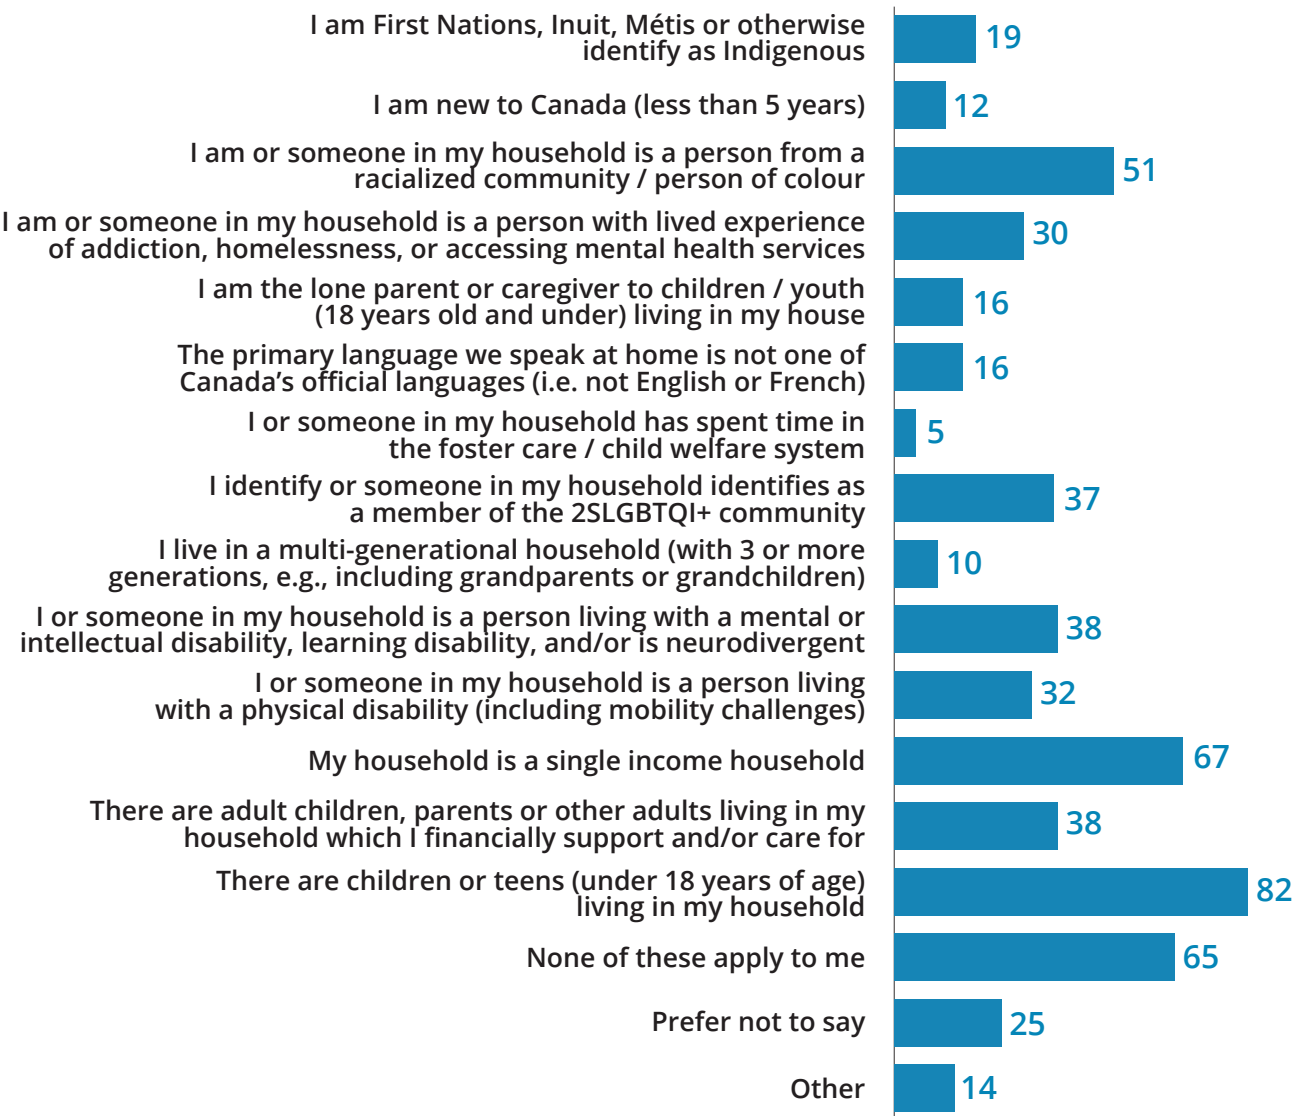 I am First Nations, Inuit, Métis or otherwise
identify as Indigenous
19
I am new to Canada (less than 5 years)
12
I am or someone in my household is a person from a
racialized community / person of colour
51
I am or someone in my household is a person with lived experience
of addiction, homelessness, or accessing mental health services
30
I am the lone parent or caregiver to children / youth
(18 years old and under) living in my house
16
The primary language we speak at home is not one of
Canada’s official languages (i.e. not English or French)
16
I or someone in my household has spent time in
the foster care / child welfare system
5
I identify or someone in my household identifies as
a member of the 2SLGBTQI+ community
37
I live in a multi-generational household (with 3 or more
generations, e.g., including grandparents or grandchildren)
10
I or someone in my household is a person living with a mental or
intellectual disability, learning disability, and/or is neurodivergent
38
I or someone in my household is a person living
with a physical disability (including mobility challenges)
32
My household is a single income household
67
There are adult children, parents or other adults living in my
household which I financially support and/or care for
38
There are children or teens (under 18 years of age)
living in my household
82
None of these apply to me
65
Prefer not to say
25
Other
14